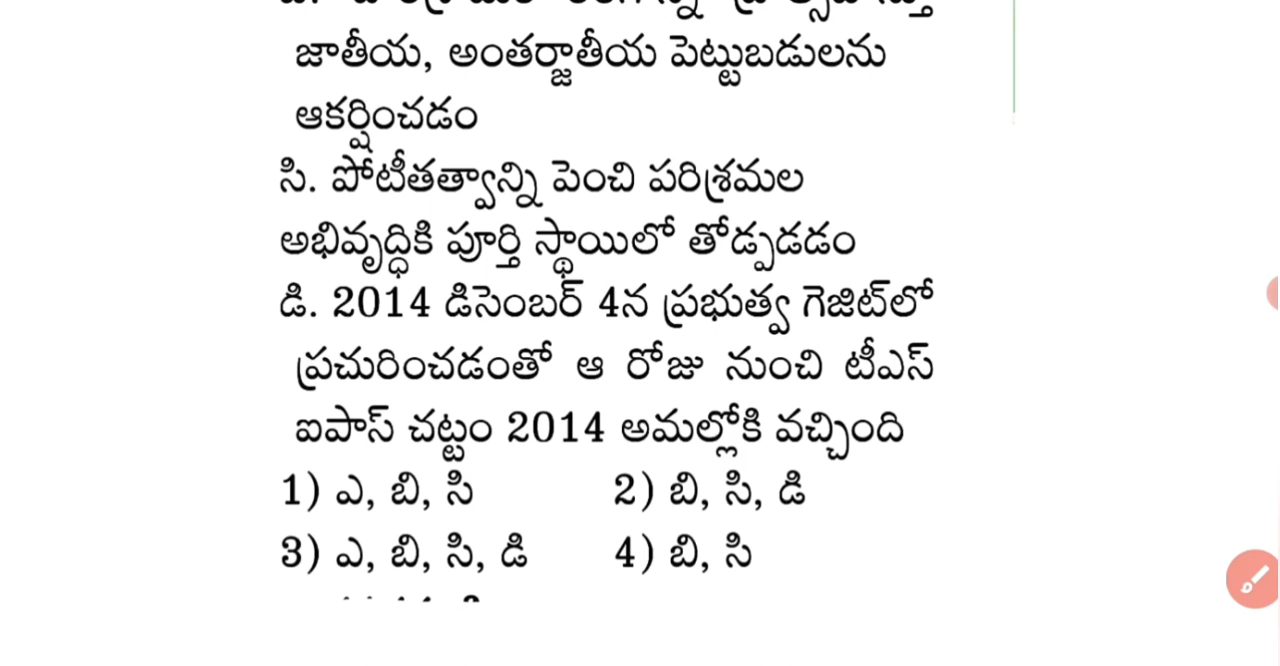 జాతీయ, అంతర్జాతీయ పెట్టుబడులను
ఆకర్షించడం
సి. పోటీతత్వాన్ని పెంచి పరిశ్రమల
అభివృద్ధికి పూర్తి స్థాయిలో తోడ్పడడం
డి. 2014 డిసెంబర్ 4న ప్రభుత్వ గెజిట్‌లో
ప్రచురించడంతో ఆ రోజు నుంచి టీఎస్
ఐపాస్ చట్టం 2014 అమల్లోకి వచ్చింది
1) ఎ, బి, సి 2) బి, సి, డి
3) ఎ, బి, సి, డి 4) బి, సి